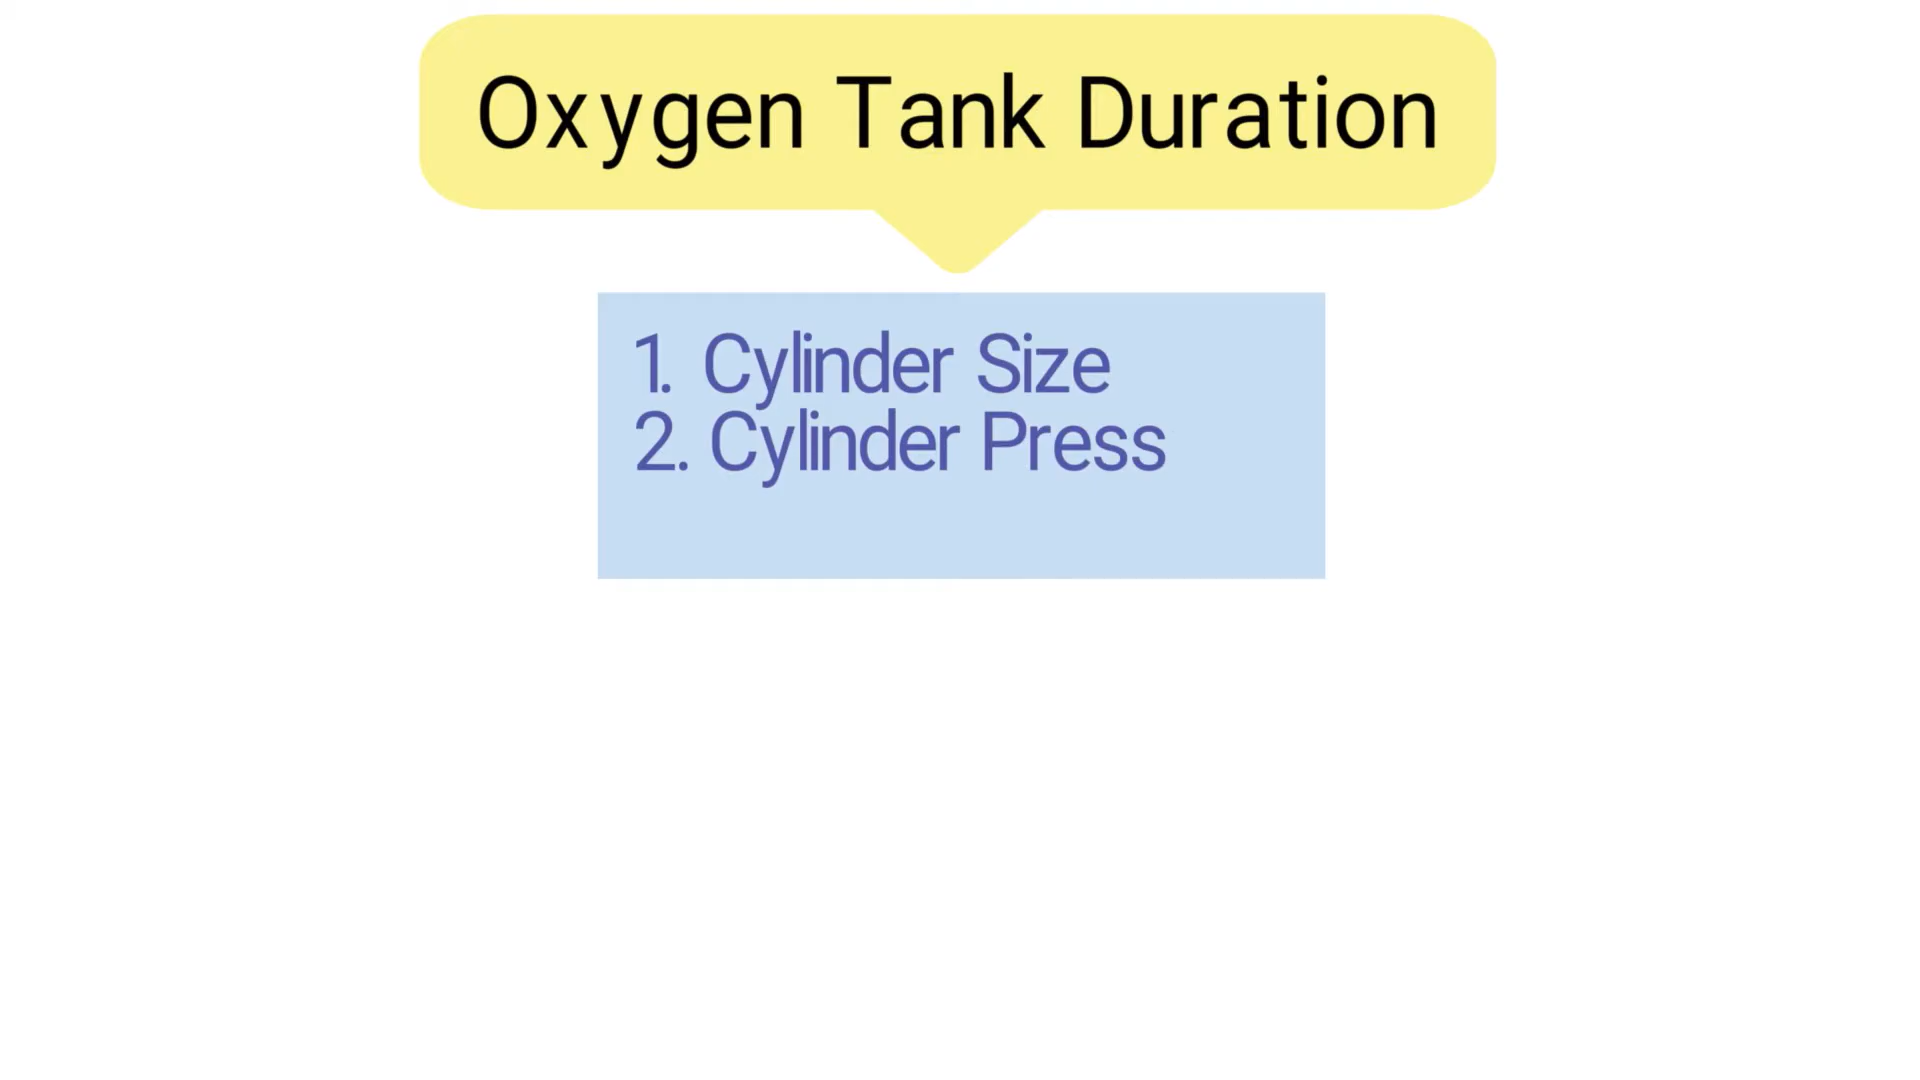 Oxygen Tank Duration
1. Cylinder Size
2. Cylinder Press